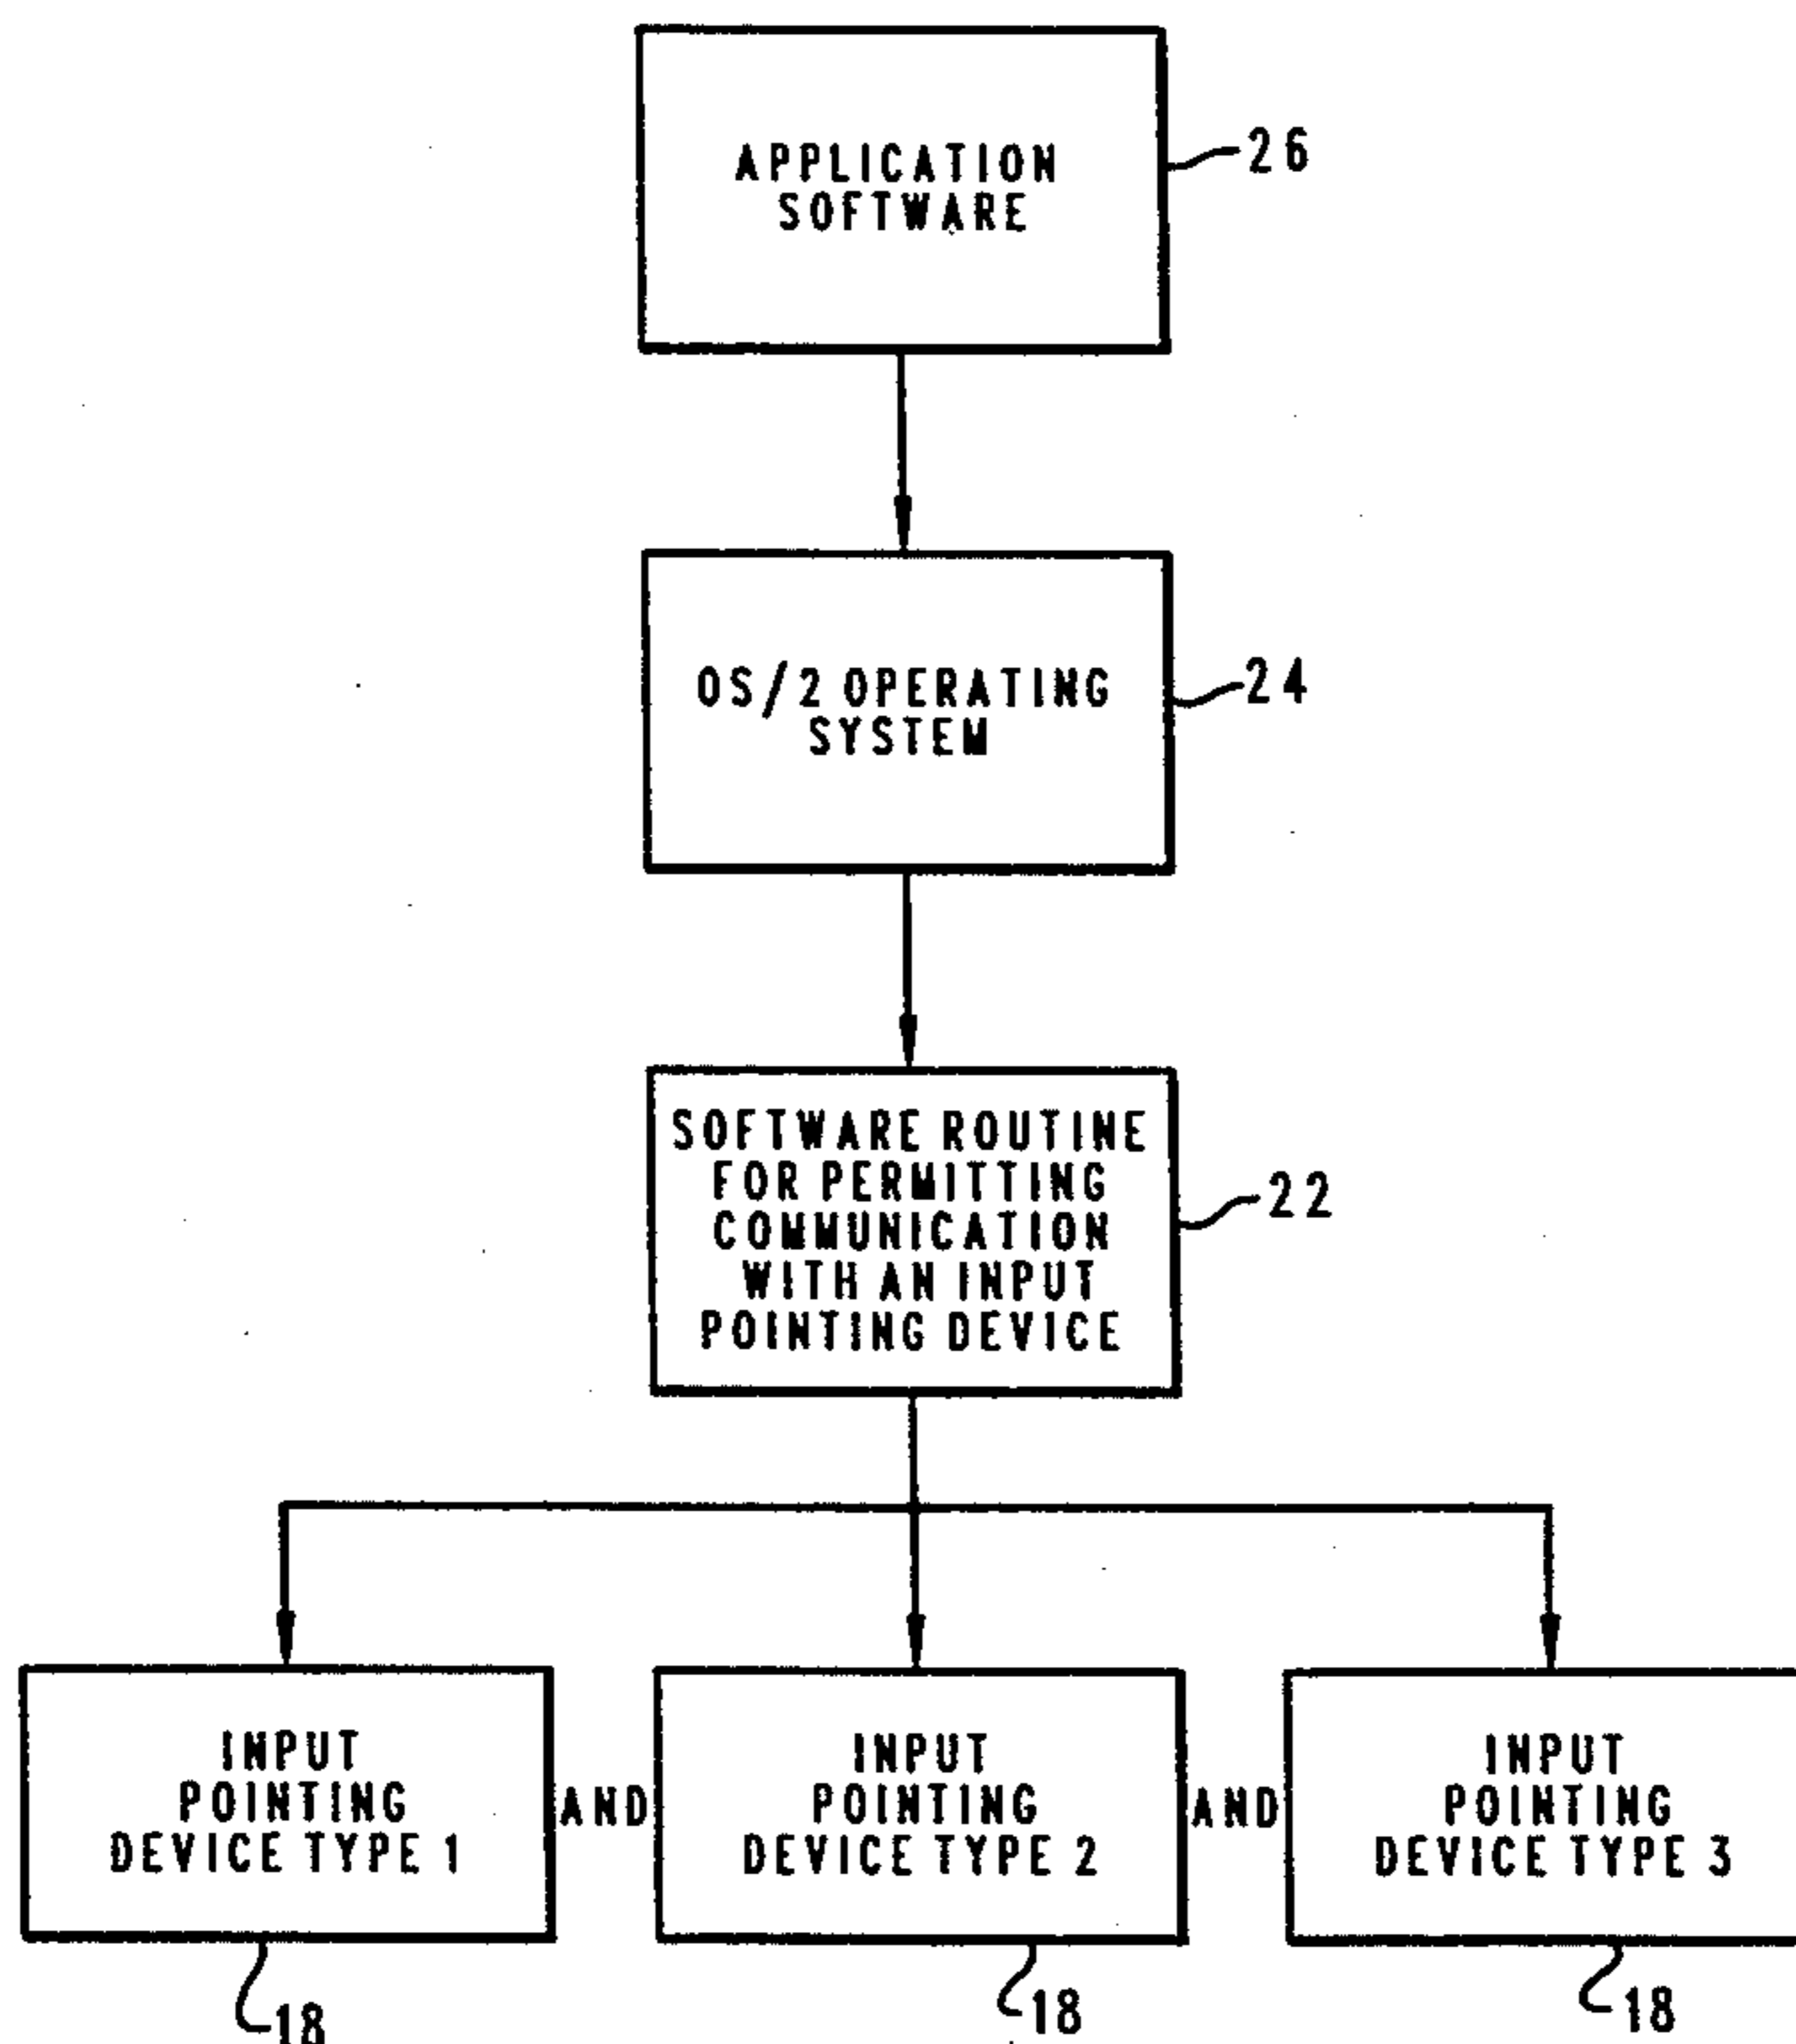 APPLICATION
SOFTWARE
26
OS/2 OPERATING
SYSTEM
24
SOFTWARE ROUTINE
FOR PERMITTING
COMMUNICATION
WITH AN INPUT
POINTING DEVICE
22
INPUT
POINTING
DEVICE TYPE 1
AND
INPUT
POINTING
DEVICE TYPE 2
AND
INPUT
POINTING
DEVICE TYPE 3
18
18
18